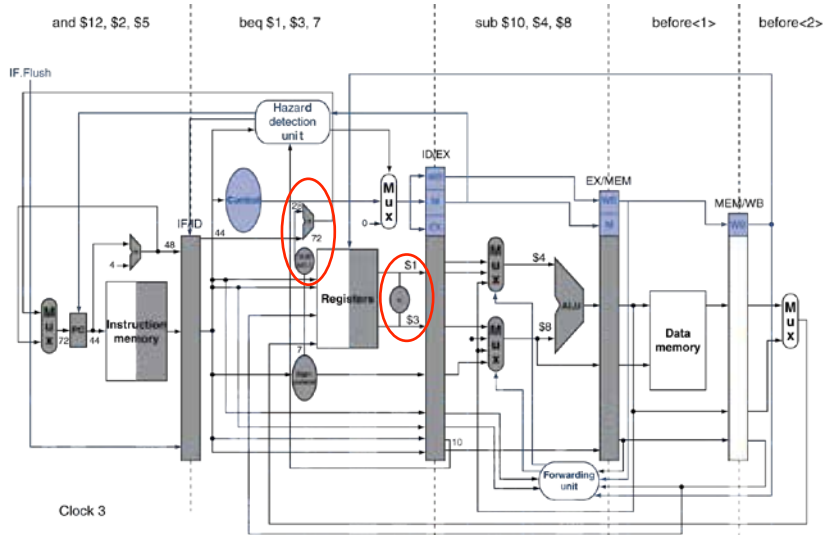 and $12, $2, $5
beq $1, $3, 7
sub $10, $4, $8
before<1>
before<2>
IF.Flush
Hazard
detection
unit
ID/EX
EX/MEM
MEM/WB
IF/ID
Control
Mux
0
WB
M
EX
WB
M
WB
44
28
72
48
4
Mux
72
PC
44
Instruction
memory
Registers
$1
$3
=
7
Mux
Mux
$4
$8
ALU
Data
memory
Mux
10
Forwarding
unit
Clock 3